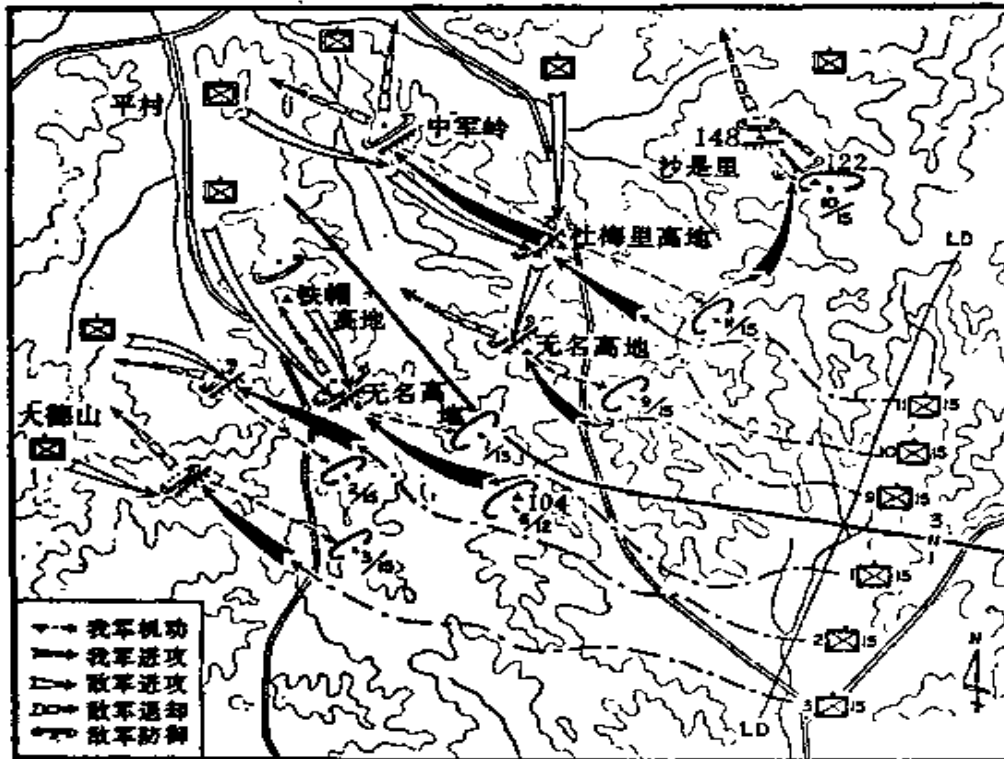 平村
中军岭
148
沙是里
122
10/15
LD
杜梅里高地
铁帽
高地
11/15
无名高地
无名高
地
9/15
天德山
11 15
10 15
9 15
104
2/15
3/15
1 15
2 15
3 15
LD
N
我军机动
我军进攻
敌军进攻
敌军退却
敌军防御